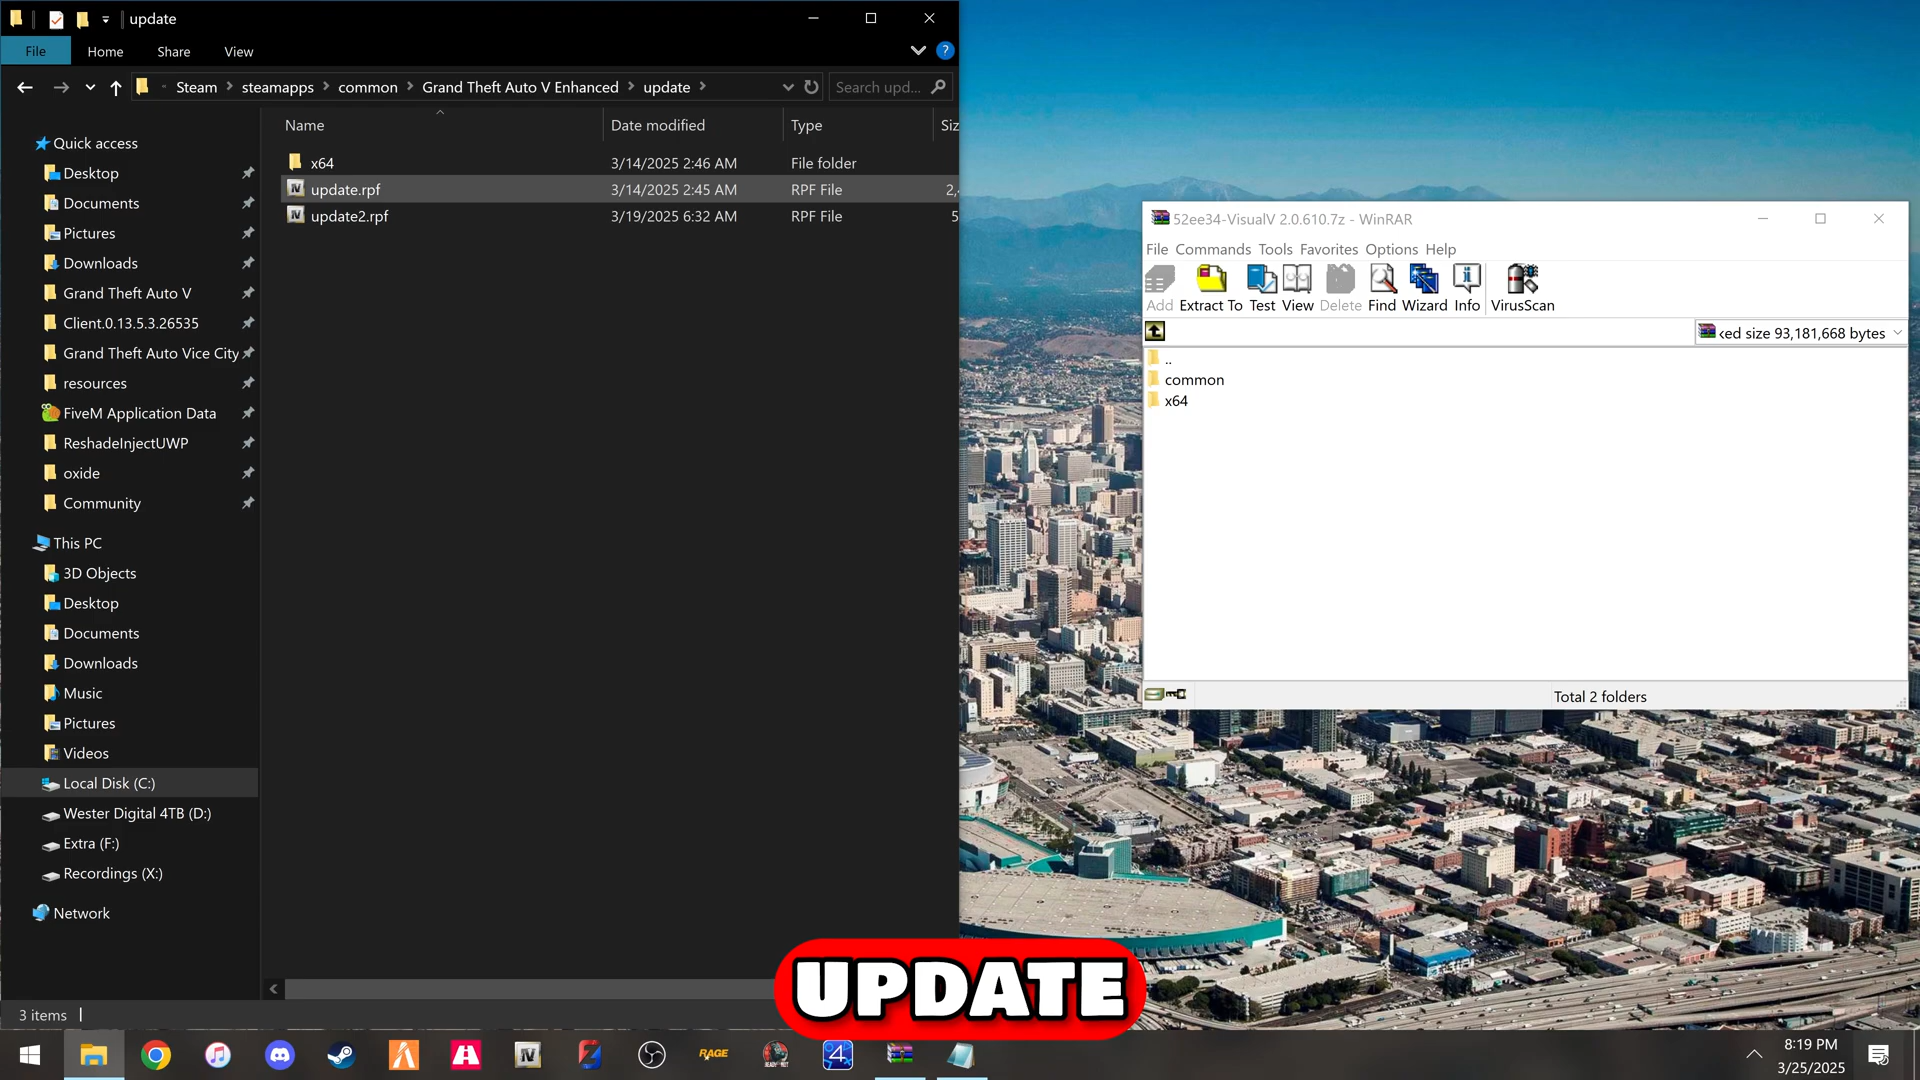 update
File
Home
Share
View
Steam
steamapps
common
Grand Theft Auto V Enhanced
update
Search upd...
Name
Date modified
Type
Siz
x64
3/14/2025 2:46 AM
File folder
update.rpf
3/14/2025 2:45 AM
RPF File
2,
update2.rpf
3/19/2025 6:32 AM
RPF File
5
Quick access
Desktop
Documents
Pictures
Downloads
Grand Theft Auto V
Client.0.13.5.3.26535
Grand Theft Auto Vice City
resources
FiveM Application Data
ReshadeInjectUWP
oxide
Community
This PC
3D Objects
Desktop
Documents
Downloads
Music
Pictures
Videos
Local Disk (C:)
Wester Digital 4TB (D:)
Extra (F:)
Recordings (X:)
Network
3 items
52ee34-VisualV 2.0.610.7z - WinRAR
File Commands Tools Favorites Options Help
Add Extract To Test View Delete Find Wizard Info VirusScan
ked size 93,181,668 bytes
..
common
x64
Total 2 folders
UPDATE
RAGE
8:19 PM
3/25/2025